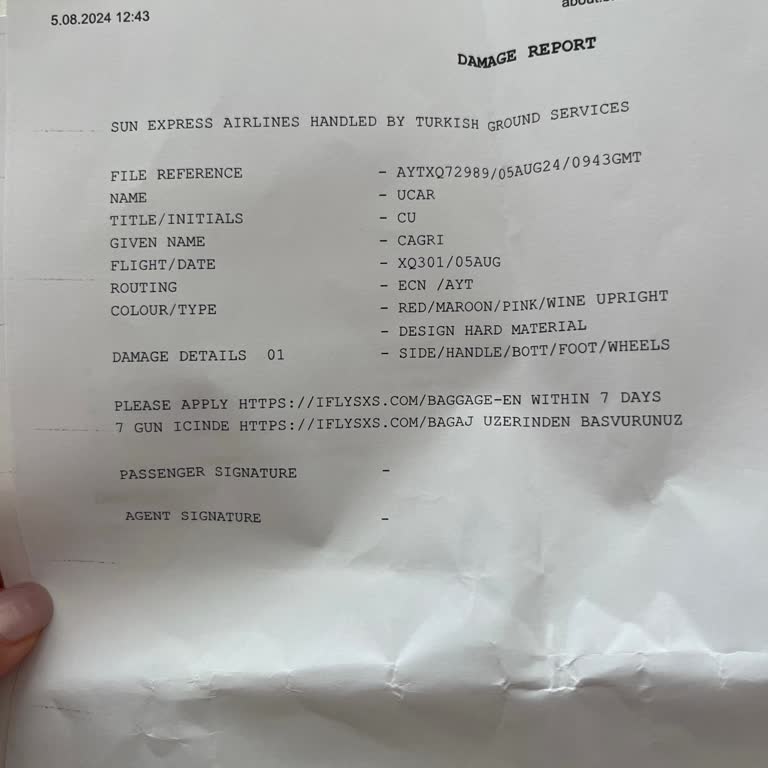 5.08.2024 12:43
DAMAGE REPORT
SUN EXPRESS AIRLINES HANDLED BY TURKISH GROUND SERVICES
FILE REFERENCE - AYTXQ72989/05AUG24/0943GMT
NAME - UCAR
TITLE/INITIALS - CU
GIVEN NAME - CAGRI
FLIGHT/DATE - XQ301/05AUG
ROUTING - ECN /AYT
COLOUR/TYPE - RED/MAROON/PINK/WINE UPRIGHT
- DESIGN HARD MATERIAL
DAMAGE DETAILS 01 - SIDE/HANDLE/BOTT/FOOT/WHEELS
PLEASE APPLY HTTPS://IFLYSXS.COM/BAGGAGE-EN WITHIN 7 DAYS
7 GUN ICINDE HTTPS://IFLYSXS.COM/BAGAJ UZERINDEN BASVURUNUZ
PASSENGER SIGNATURE -
AGENT SIGNATURE -